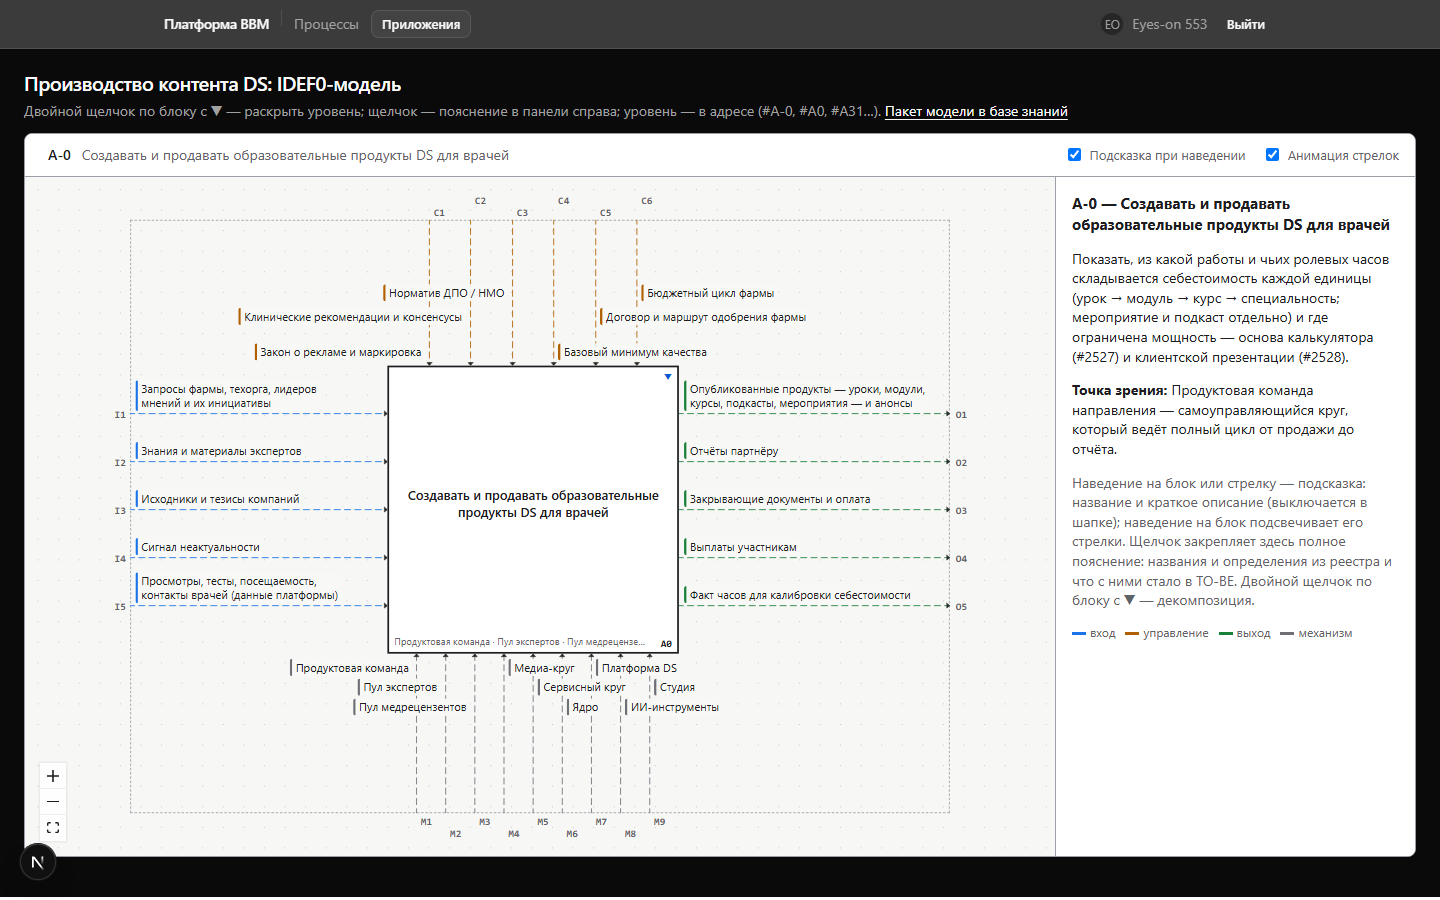 Платформа BBM
Процессы
Приложения
EO
Eyes-on 553
Выйти
Производство контента DS: IDEF0-модель
Двойной щелчок по блоку с ▼ — раскрыть уровень; щелчок — пояснение в панели справа; уровень — в адресе (#A-0, #A0, #A31…). Пакет модели в базе знаний
A-0 Создавать и продавать образовательные продукты DS для врачей
Подсказка при наведении
Анимация стрелок
C1
C2
C3
C4
C5
C6
Норматив ДПО / НМО
Бюджетный цикл фармы
Клинические рекомендации и консенсусы
Договор и маршрут одобрения фармы
Закон о рекламе и маркировка
Базовый минимум качества
I1
Запросы фармы, техорга, лидеров
мнений и их инициативы
I2
Знания и материалы экспертов
I3
Исходники и тезисы компаний
I4
Сигнал неактуальности
I5
Просмотры, тесты, посещаемость,
контакты врачей (данные платформы)
▼
Создавать и продавать образовательные
продукты DS для врачей
Продуктовая команда · Пул экспертов · Пул медрецензе…
A0
Опубликованные продукты — уроки, модули,
курсы, подкасты, мероприятия — и анонсы
O1
Отчёты партнёру
O2
Закрывающие документы и оплата
O3
Выплаты участникам
O4
Факт часов для калибровки себестоимости
O5
Продуктовая команда
Медиа-круг
Платформа DS
Пул экспертов
Сервисный круг
Студия
Пул медрецензентов
Ядро
ИИ-инструменты
M1
M2
M3
M4
M5
M6
M7
M8
M9
A-0 — Создавать и продавать
образовательные продукты DS для врачей
Показать, из какой работы и чьих ролевых часов
складывается себестоимость каждой единицы
(урок → модуль → курс → специальность;
мероприятие и подкаст отдельно) и где
ограничена мощность — основа калькулятора
(#2527) и клиентской презентации (#2528).
Точка зрения: Продуктовая команда
направления — самоуправляющийся круг,
который ведёт полный цикл от продажи до
отчёта.
Наведение на блок или стрелку — подсказка:
название и краткое описание (выключается в
шапке); наведение на блок подсвечивает его
стрелки. Щелчок закрепляет здесь полное
пояснение: названия и определения из реестра и
что с ними стало в TO-BE. Двойной щелчок по
блоку с ▼ — декомпозиция.
вход
управление
выход
механизм
N